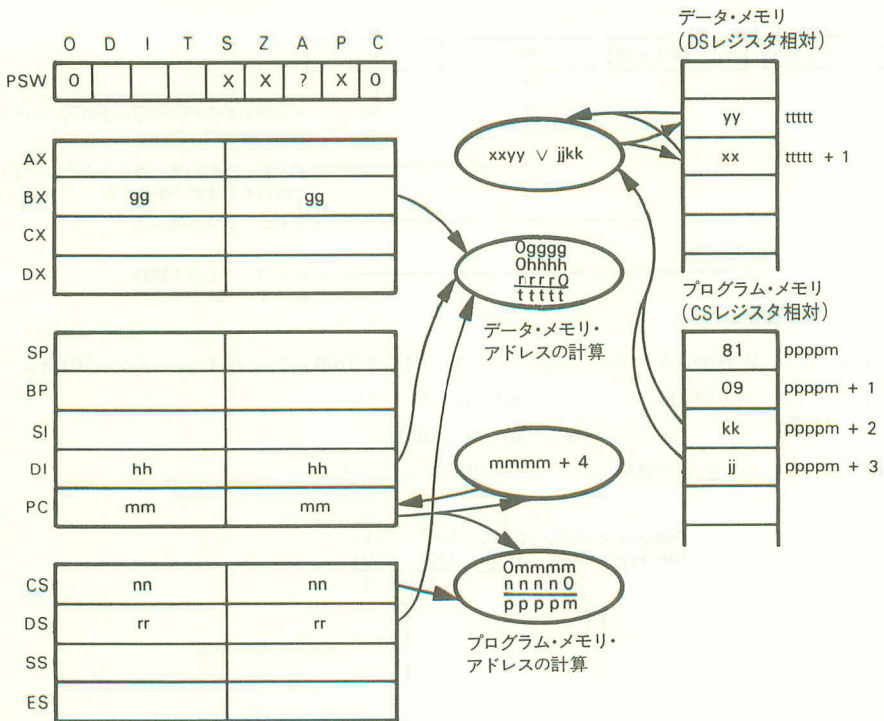 O D I T S Z A P C
PSW 0 X X ? X 0
AX
BX gg gg
CX
DX
SP
BP
SI
DI hh hh
PC mm mm
CS nn nn
DS rr rr
SS
ES
xxyy ∨ jjkk
0gggg
0hhhh
rrrr0
ttttt
データ・メモリ・
アドレスの計算
mmmm + 4
0mmmm
nnnn0
ppppm
プログラム・メモリ・
アドレスの計算
データ・メモリ
(DSレジスタ相対)
yy ttttt
xx ttttt + 1
プログラム・メモリ
(CSレジスタ相対)
81 ppppm
09 ppppm + 1
kk ppppm + 2
jj ppppm + 3